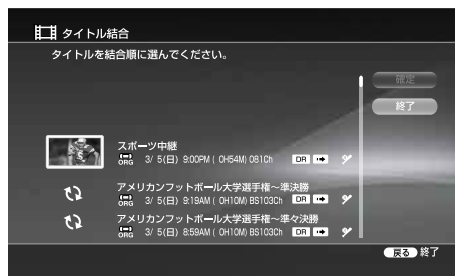 タイトル結合
タイトルを結合順に選んでください。
確定
終了
スポーツ中継
ORG 3/ 5(日) 9:00PM ( 0H54M) 081Ch DR
アメリカンフットボール大学選手権～準決勝
ORG 3/ 5(日) 9:19AM ( 0H10M) BS103Ch DR
アメリカンフットボール大学選手権～準々決勝
ORG 3/ 5(日) 8:59AM ( 0H10M) BS103Ch DR
戻る 終了